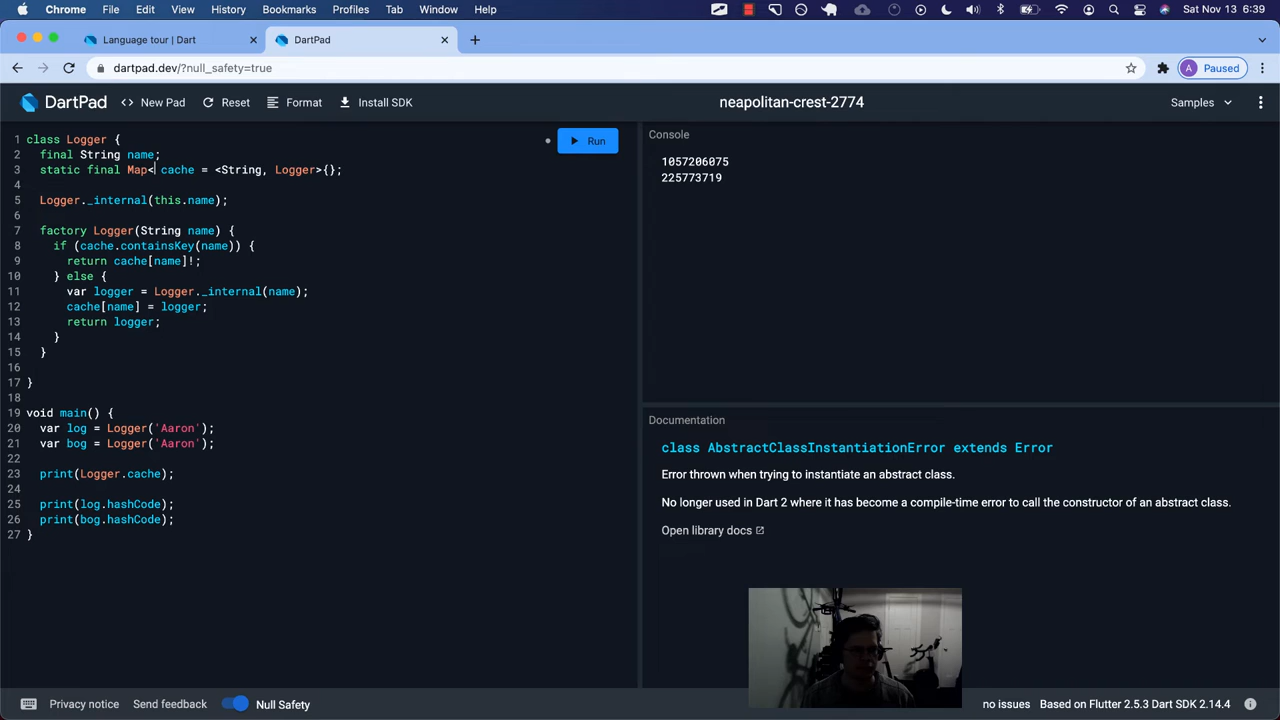 Chrome File Edit View History Bookmarks Profiles Tab Window Help Sat Nov 13 6:39
Language tour | Dart DartPad
dartpad.dev/?null_safety=true A Paused
DartPad <> New Pad Reset Format Install SDK neapolitan-crest-2774 Samples
1 class Logger {
2 final String name;
3 static final Map< cache = <String, Logger>{};
4
5 Logger._internal(this.name);
6
7 factory Logger(String name) {
8 if (cache.containsKey(name)) {
9 return cache[name]!;
10 } else {
11 var logger = Logger._internal(name);
12 cache[name] = logger;
13 return logger;
14 }
15 }
16
17 }
18
19 void main() {
20 var log = Logger('Aaron');
21 var bog = Logger('Aaron');
22
23 print(Logger.cache);
24
25 print(log.hashCode);
26 print(bog.hashCode);
27 }
Run
Console
1057206075
225773719
Documentation
class AbstractClassInstantiationError extends Error
Error thrown when trying to instantiate an abstract class.
No longer used in Dart 2 where it has become a compile-time error to call the constructor of an abstract class.
Open library docs
Privacy notice Send feedback Null Safety no issues Based on Flutter 2.5.3 Dart SDK 2.14.4